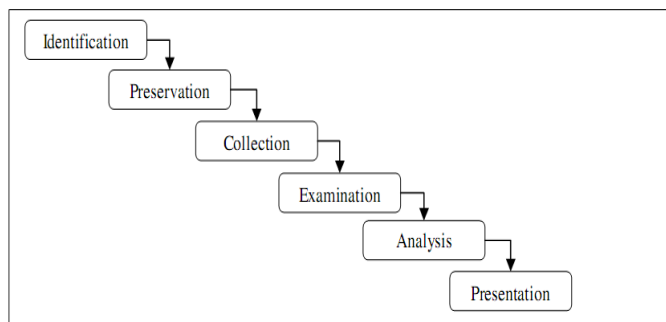 Identification
Preservation
Collection
Examination
Analysis
Presentation